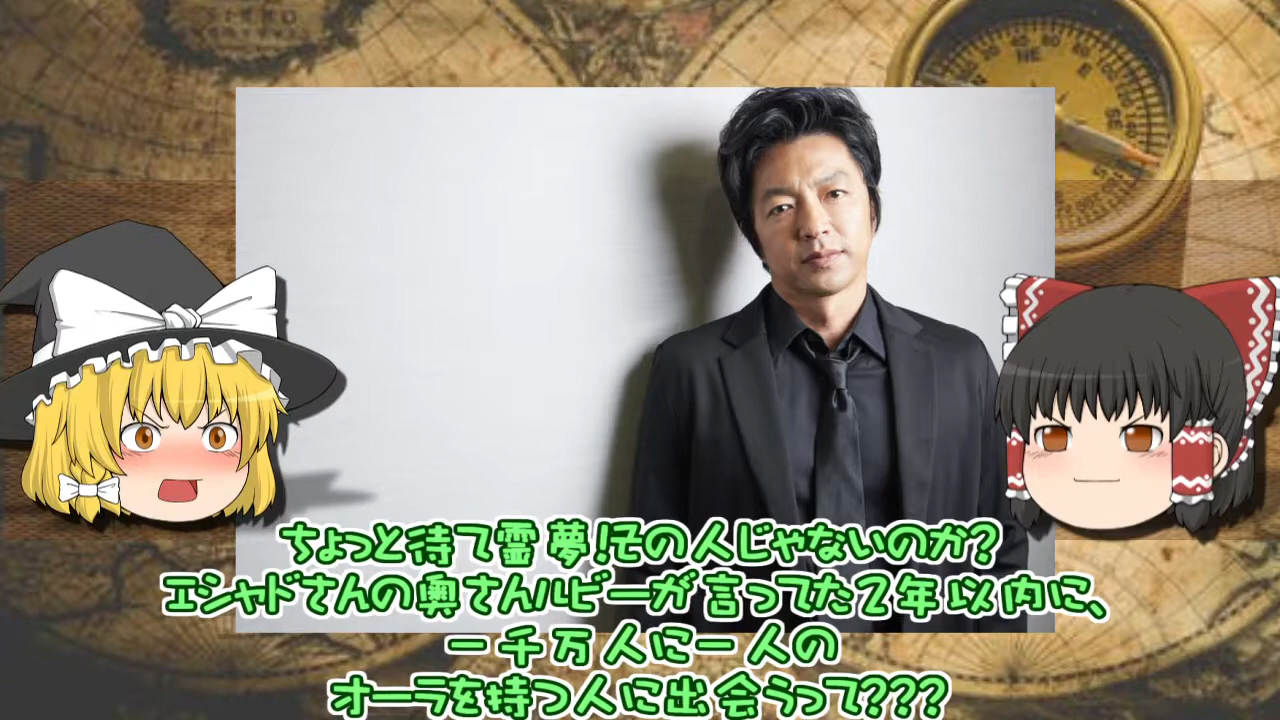 ちょっと待て霊夢!その人じゃないのか?
エシャドさんの奥さんルビーが言ってた2年以内に、
一千万人に一人の
オーラを持つ人に出会うって???